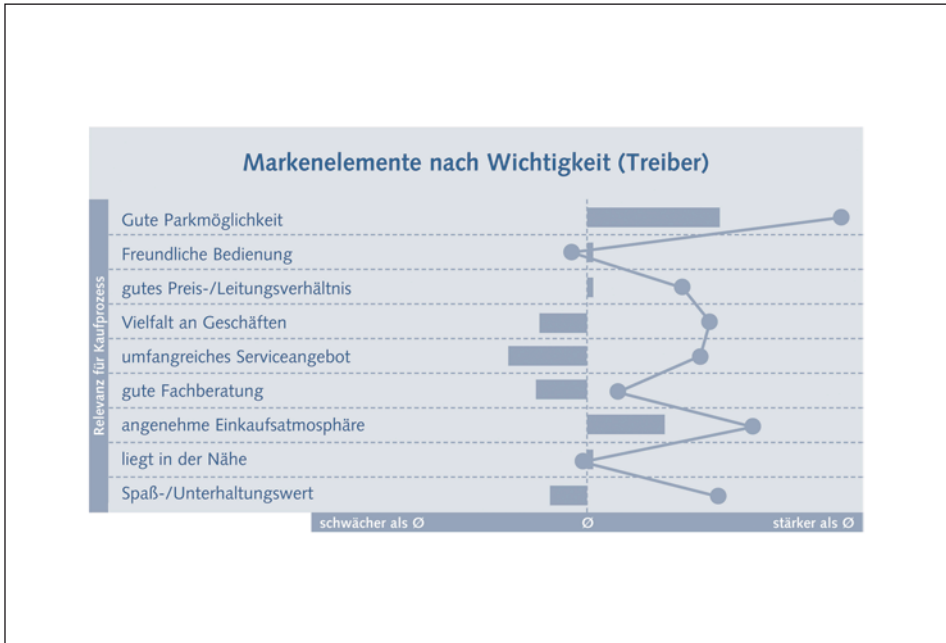 Markenelemente nach Wichtigkeit (Treiber)
Relevanz für Kaufprozess
Gute Parkmöglichkeit
Freundliche Bedienung
gutes Preis-/Leitungsverhältnis
Vielfalt an Geschäften
umfangreiches Serviceangebot
gute Fachberatung
angenehme Einkaufsatmosphäre
liegt in der Nähe
Spaß-/Unterhaltungswert
schwächer als Ø Ø stärker als Ø